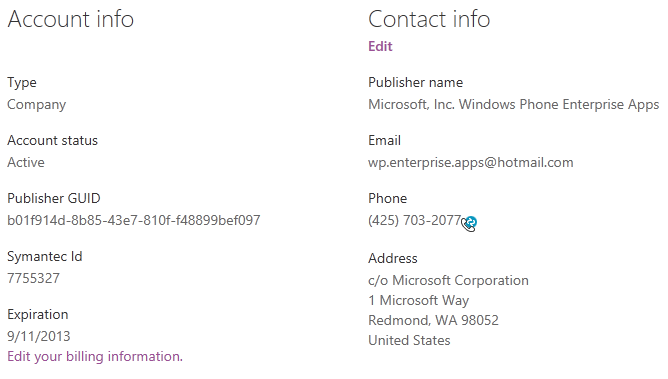 Account info
Type
Company
Account status
Active
Publisher GUID
b01f914d-8b85-43e7-810f-f48899bef097
Symantec Id
7755327
Expiration
9/11/2013
Edit your billing information.
Contact info
Edit
Publisher name
Microsoft, Inc. Windows Phone Enterprise Apps
Email
wp.enterprise.apps@hotmail.com
Phone
(425) 703-2077
Address
c/o Microsoft Corporation
1 Microsoft Way
Redmond, WA 98052
United States